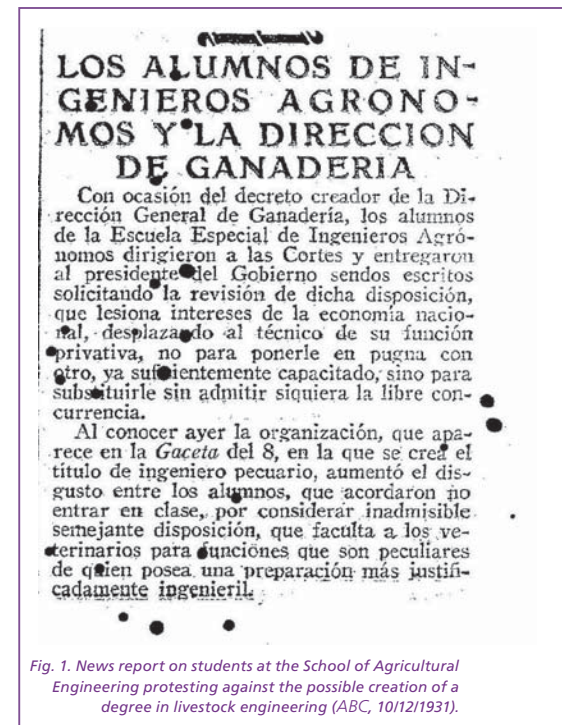 LOS ALUMNOS DE IN-
GENIEROS AGRONO-
MOS Y LA DIRECCION
DE GANADERIA
Con ocasión del decreto creador de la Di-
rección General de Ganadería, los alumnos
de la Escuela Especial de Ingenieros Agró-
nomos dirigieron a las Cortes y entregaron
al presidente del Gobierno sendos escritos
solicitando la revisión de dicha disposición,
que lesiona intereses de la economía nacio-
nal, desplazando al técnico de su función
privativa, no para ponerle en pugna con
otro, ya suficientemente capacitado, sino para
substituirle sin admitir siquiera la libre con-
currencia.
Al conocer ayer la organización, que apa-
rece en la Gaceta del 8, en la que se crea el
título de ingeniero pecuario, aumentó el dis-
gusto entre los alumnos, que acordaron no
entrar en clase, por considerar inadmisible
semejante disposición, que faculta a los ve-
terinarios para funciones que son peculiares
de quien posea una preparación más justifi-
cadamente ingenieril.
Fig. 1. News report on students at the School of Agricultural
Engineering protesting against the possible creation of a
degree in livestock engineering (ABC, 10/12/1931).